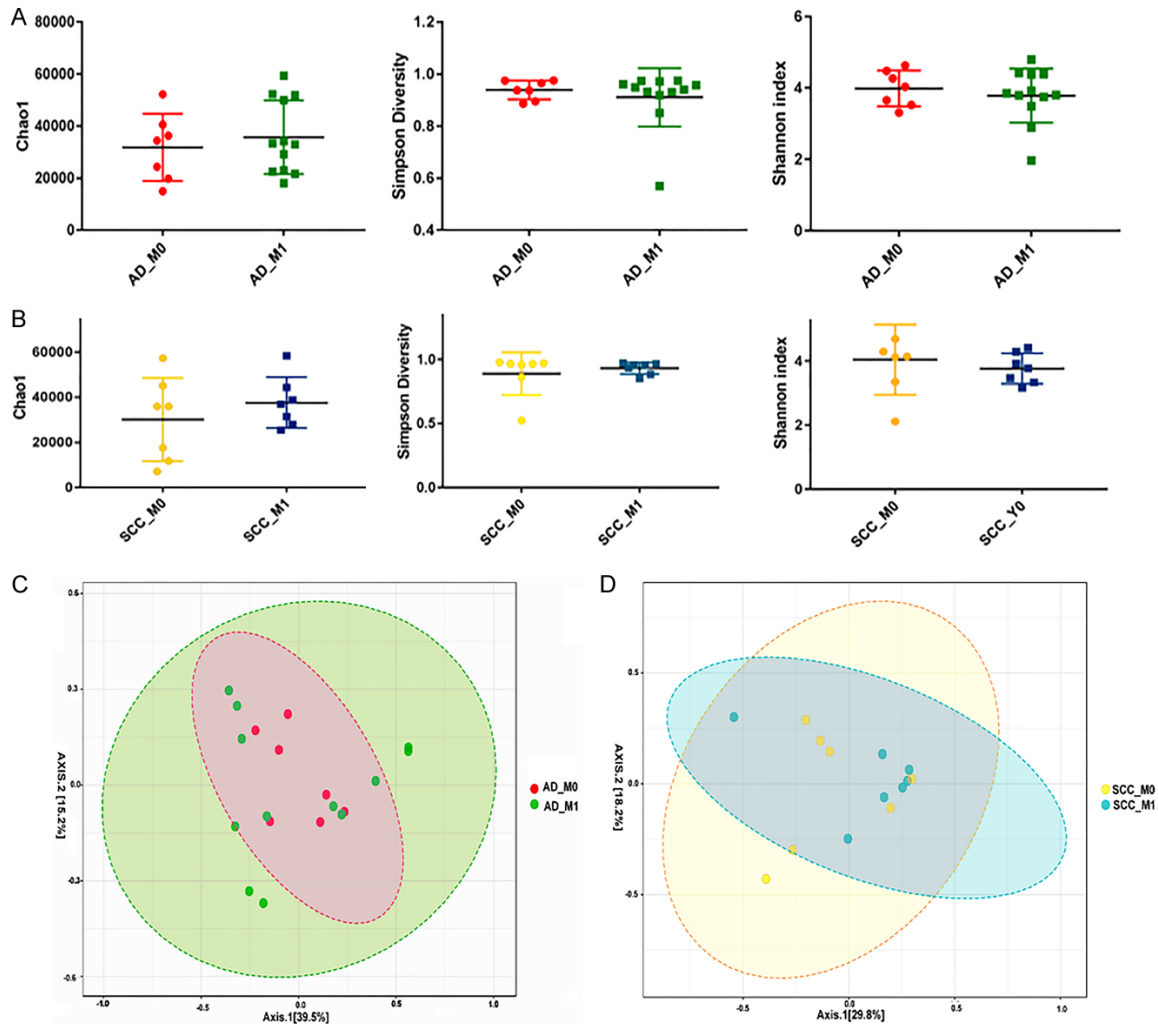 A
Chao1
80000
60000
40000
20000
0
AD_M0
AD_M1
Simpson Diversity
1.2
1.0
0.8
0.6
0.4
AD_M0
AD_M1
Shannon index
6
4
2
0
AD_M0
AD_M1
B
Chao1
60000
40000
20000
0
SCC_M0
SCC_M1
Simpson Diversity
1.0
0.5
0.0
SCC_M0
SCC_M1
Shannon index
4
2
0
SCC_M0
SCC_Y0
C
AXIS.2 [15.2%]
0.6
0.3
0.0
-0.3
-0.6
-1.0
-0.5
0.0
0.5
1.0
Axis.1[39.5%]
AD_M0
AD_M1
D
AXIS.2 [18.2%]
0.5
0.0
-0.5
-0.5
0.0
0.5
1.0
Axis.1[29.8%]
SCC_M0
SCC_M1